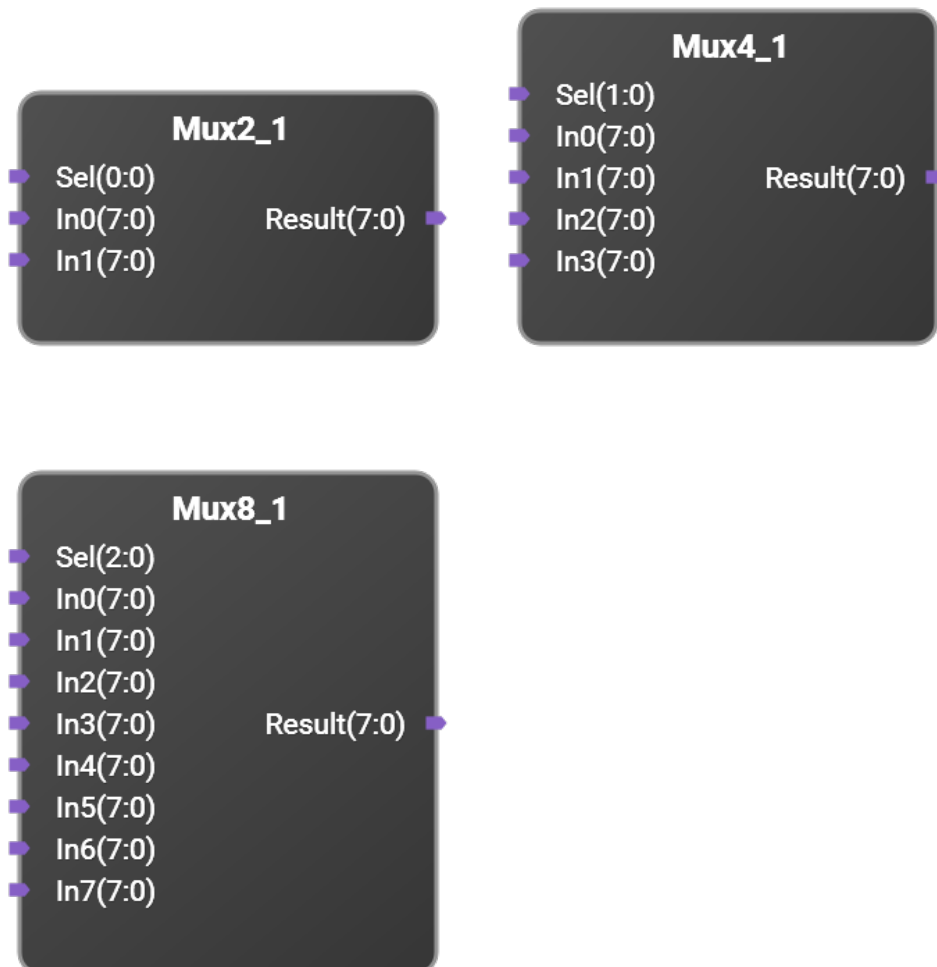 Mux2_1
Sel(0:0)
In0(7:0) Result(7:0)
In1(7:0)
Mux4_1
Sel(1:0)
In0(7:0)
In1(7:0) Result(7:0)
In2(7:0)
In3(7:0)
Mux8_1
Sel(2:0)
In0(7:0)
In1(7:0)
In2(7:0)
In3(7:0) Result(7:0)
In4(7:0)
In5(7:0)
In6(7:0)
In7(7:0)